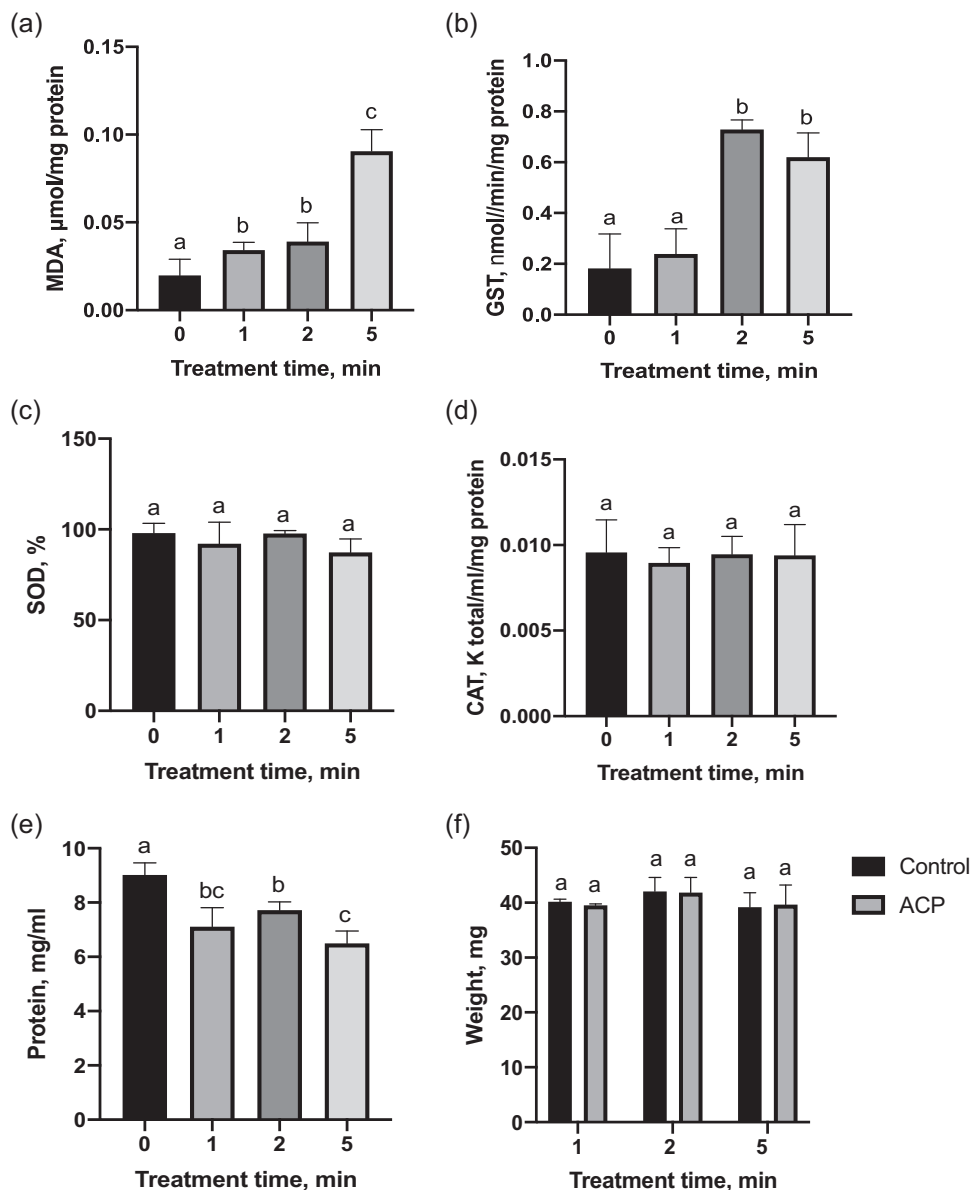 (a)
0.15
0.10
0.05
0.00
MDA, µmol/mg protein
a
b
b
c
0 1 2 5
Treatment time, min
(b)
1.0
0.8
0.6
0.4
0.2
0.0
GST, nmol//min/mg protein
a
a
b
b
0 1 2 5
Treatment time, min
(c)
150
100
50
0
SOD, %
a
a
a
a
0 1 2 5
Treatment time, min
(d)
0.015
0.010
0.005
0.000
CAT, K total/ml/mg protein
a
a
a
a
0 1 2 5
Treatment time, min
(e)
10
8
6
4
2
0
Protein, mg/ml
a
bc
b
c
0 1 2 5
Treatment time, min
(f)
50
40
30
20
10
0
Weight, mg
a a
a a
a a
1 2 5
Treatment time, min
Control
ACP